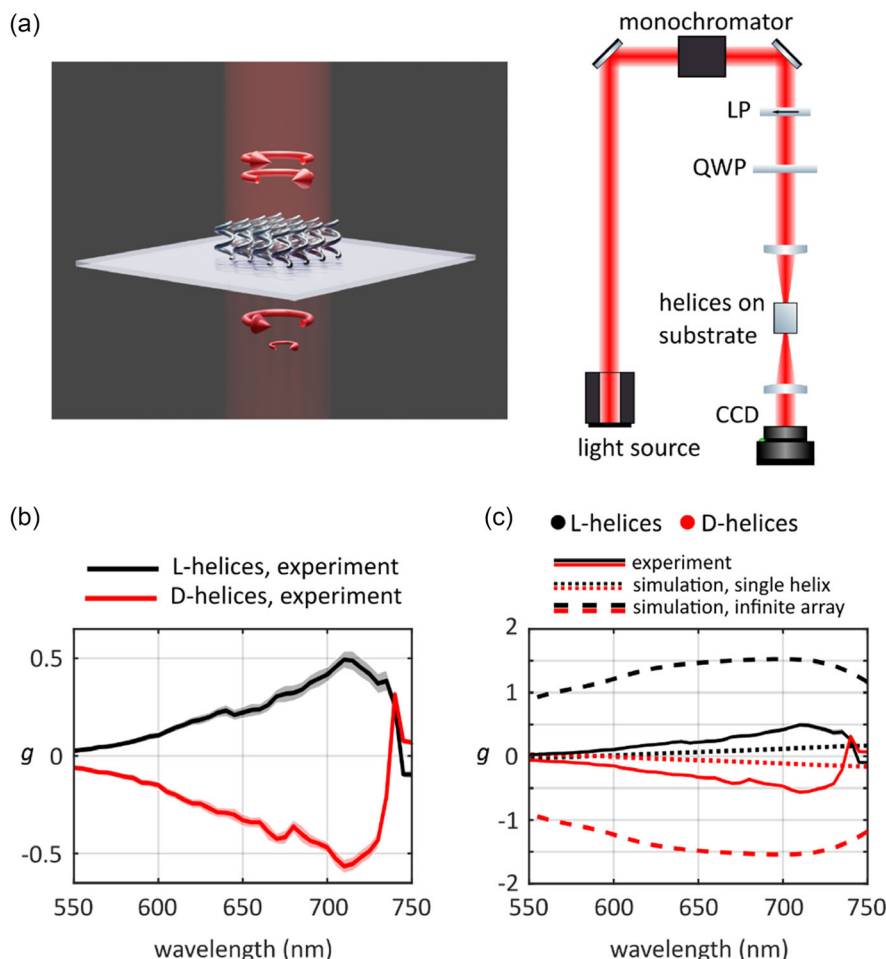 (a)
monochromator
LP
QWP
helices on
substrate
CCD
light source
(b)
L-helices, experiment
D-helices, experiment
0.5
0
-0.5
g
550 600 650 700 750
wavelength (nm)
(c)
L-helices D-helices
experiment
simulation, single helix
simulation, infinite array
2
1
0
-1
-2
g
550 600 650 700 750
wavelength (nm)